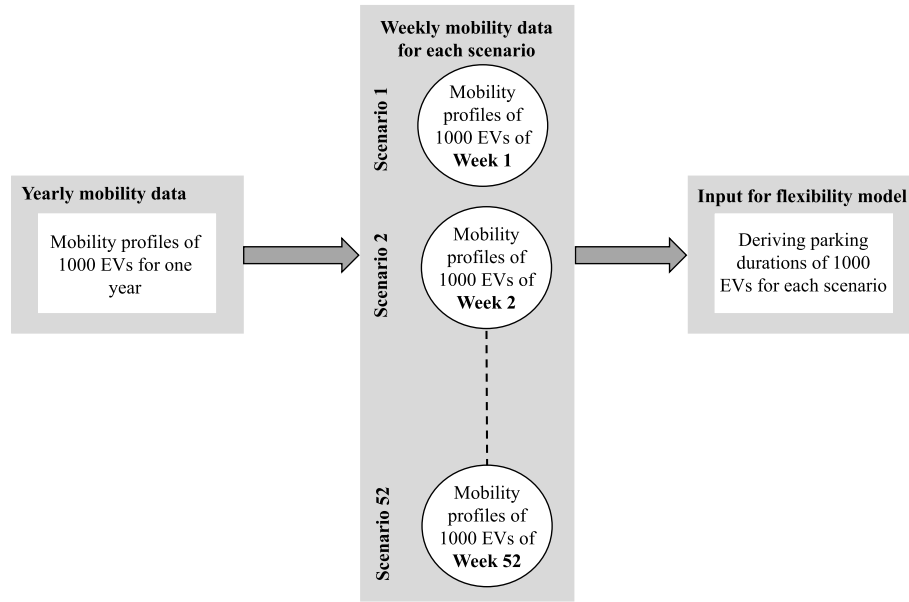 Yearly mobility data
Mobility profiles of
1000 EVs for one
year
Weekly mobility data
for each scenario
Scenario 1
Mobility
profiles of
1000 EVs of
Week 1
Scenario 2
Mobility
profiles of
1000 EVs of
Week 2
Scenario 52
Mobility
profiles of
1000 EVs of
Week 52
Input for flexibility model
Deriving parking
durations of 1000
EVs for each scenario